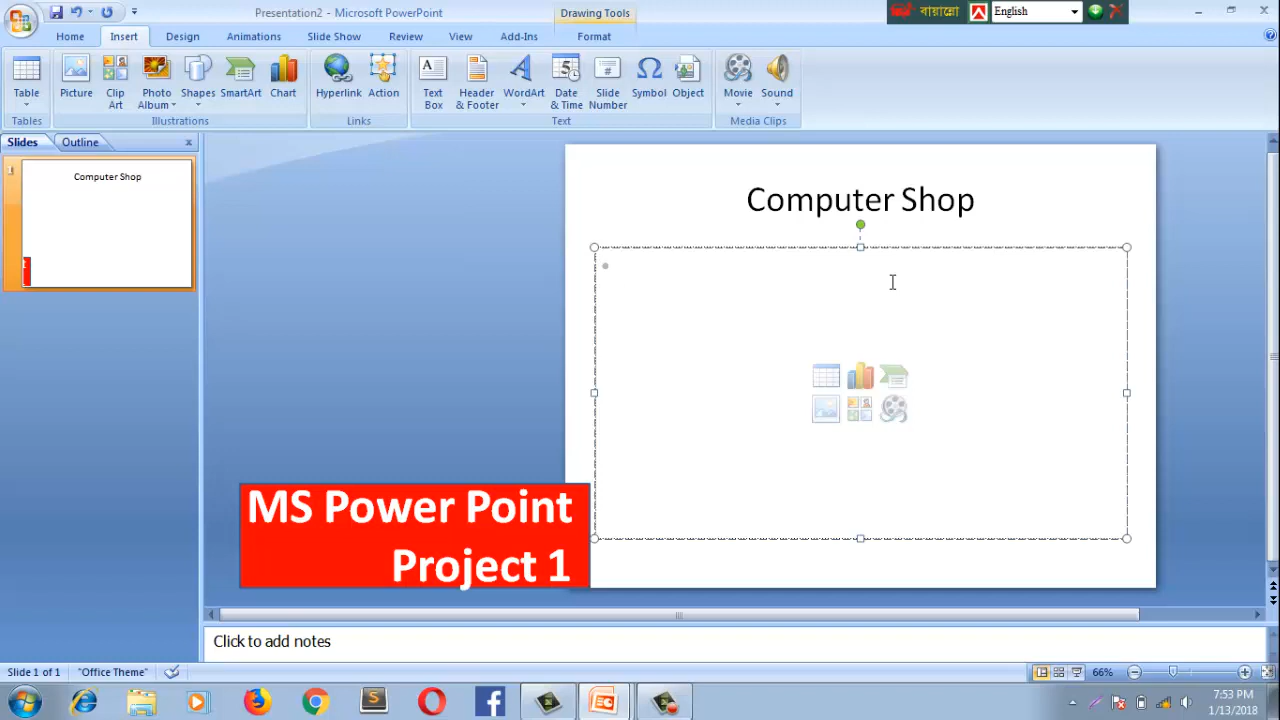 Presentation2 - Microsoft PowerPoint
Drawing Tools
বায়ান্নো
English
Home
Insert
Design
Animations
Slide Show
Review
View
Add-Ins
Format
Table
Picture
Clip Art
Photo Album
Shapes
SmartArt
Chart
Hyperlink
Action
Text Box
Header & Footer
WordArt
Date & Time
Slide Number
Symbol
Object
Movie
Sound
Tables
Illustrations
Links
Text
Media Clips
Slides
Outline
1
Computer Shop
t
Computer Shop
MS Power Point
Project 1
Click to add notes
Slide 1 of 1
"Office Theme"
66%
7:53 PM
1/13/2018